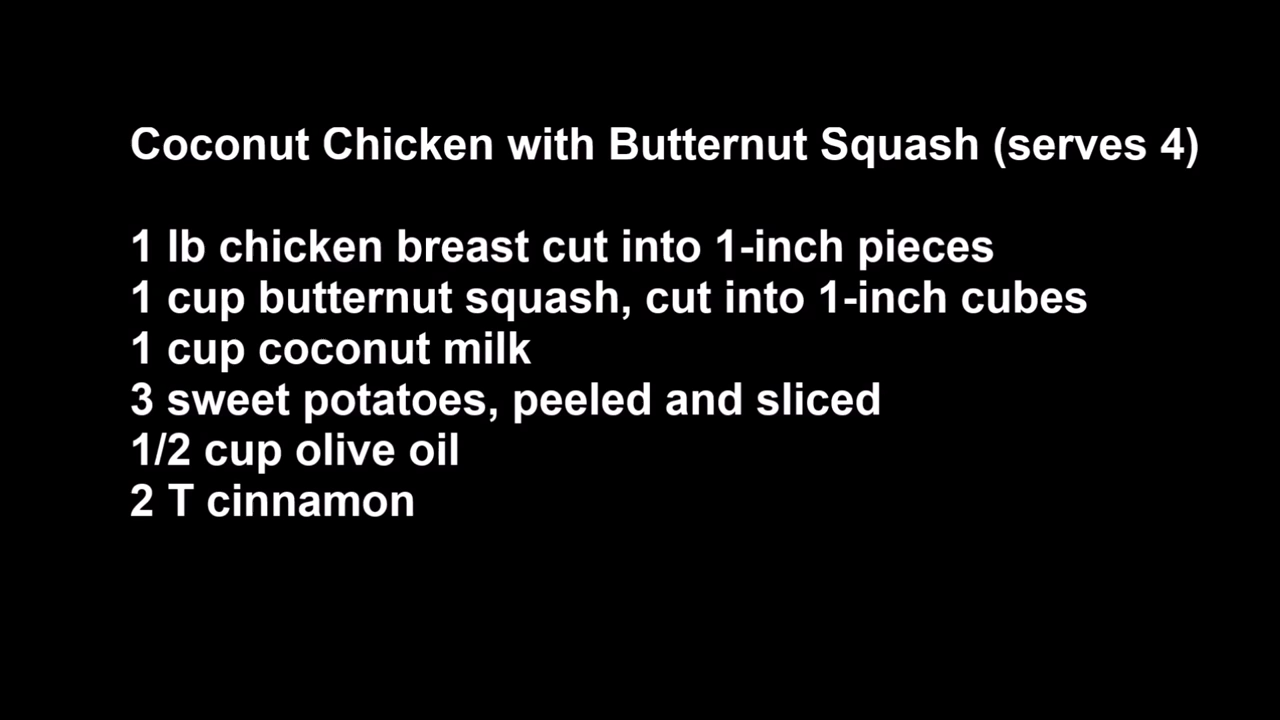 Coconut Chicken with Butternut Squash (serves 4)
1 lb chicken breast cut into 1-inch pieces
1 cup butternut squash, cut into 1-inch cubes
1 cup coconut milk
3 sweet potatoes, peeled and sliced
1/2 cup olive oil
2 T cinnamon